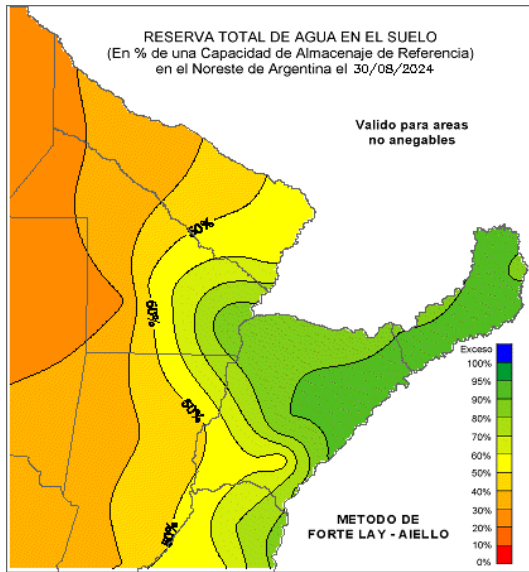 RESERVA TOTAL DE AGUA EN EL SUELO
(En % de una Capacidad de Almacenaje de Referencia)
en el Noreste de Argentina el 30/08/2024
Valido para areas
no anegables
50%
60%
50%
50%
Exceso
100%
95%
90%
80%
70%
60%
50%
40%
30%
20%
10%
0%
METODO DE
FORTE LAY - AIELLO